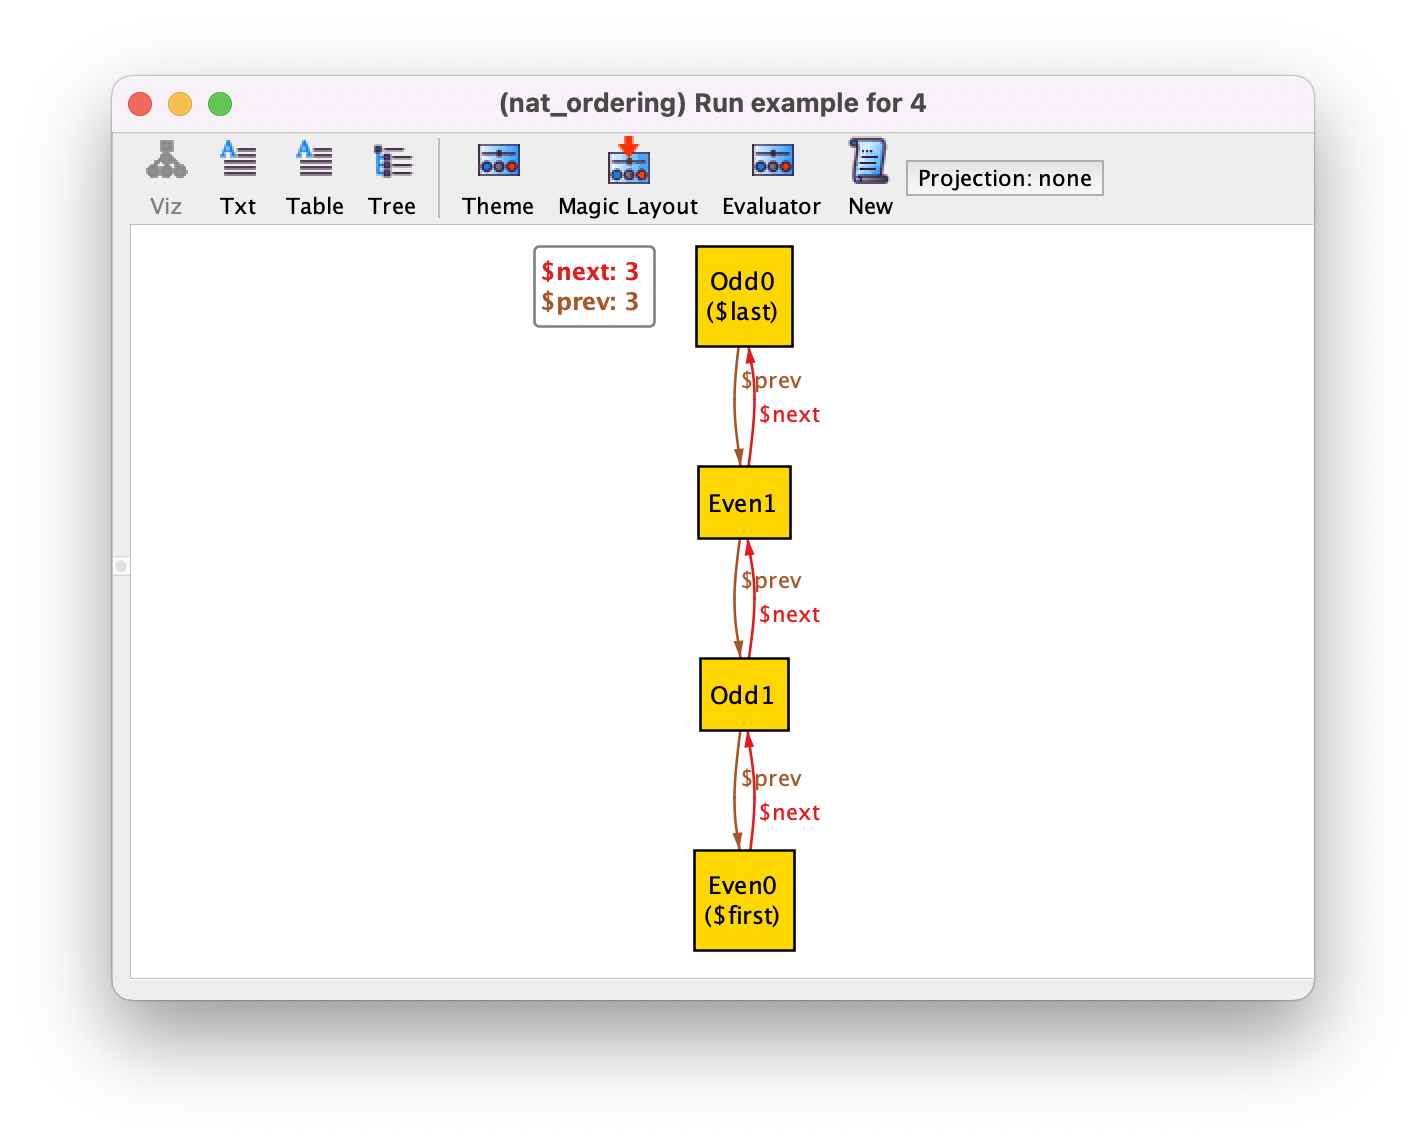 (nat_ordering) Run example for 4
Viz Txt Table Tree Theme Magic Layout Evaluator New Projection: none
$next: 3
$prev: 3
Odd0
($last)
$prev
$next
Even1
$prev
$next
Odd1
$prev
$next
Even0
($first)